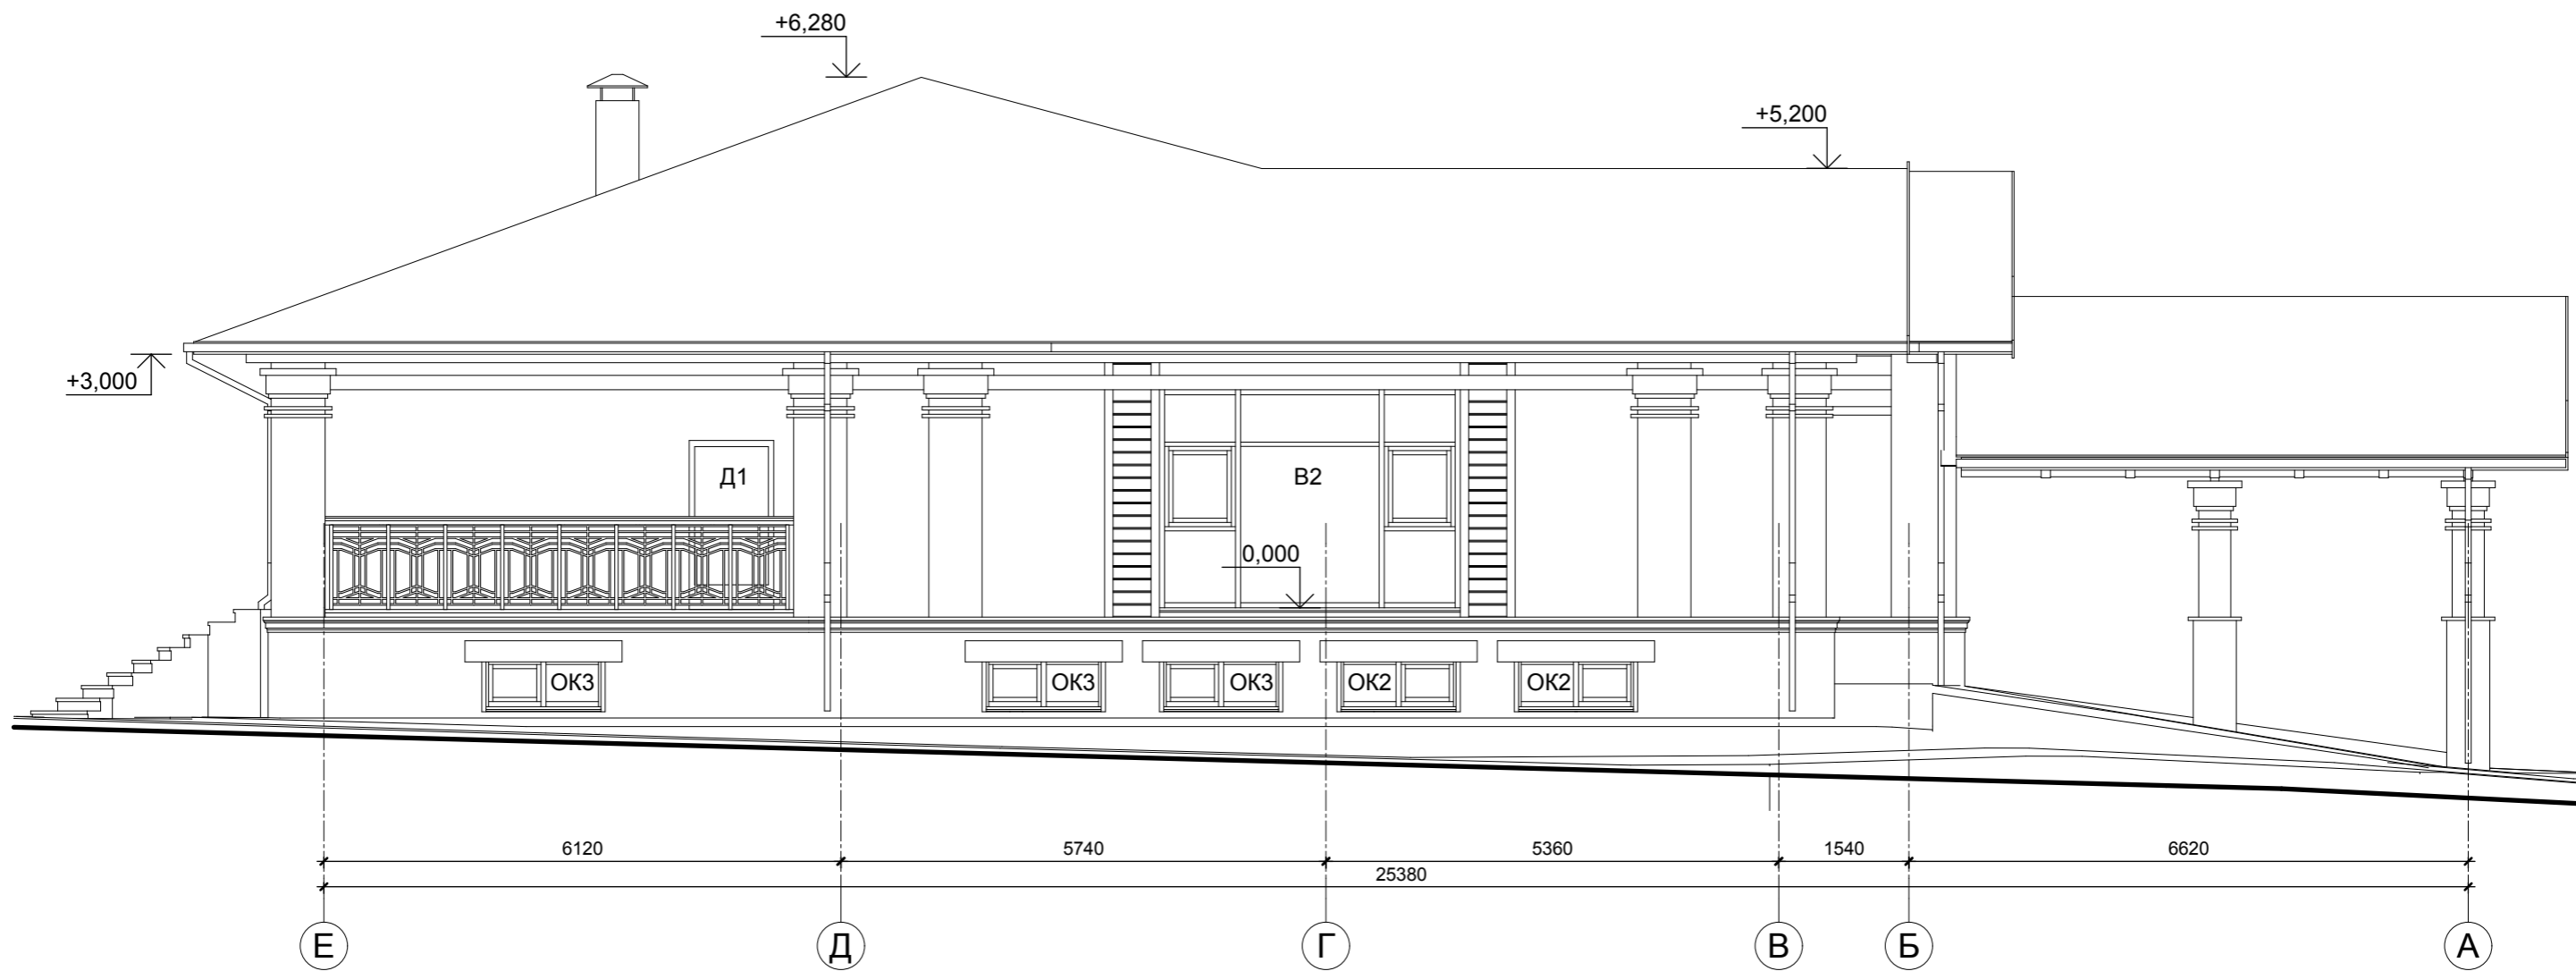 +6,280
+5,200
+3,000
Д1
В2
0,000
ОК3
ОК3
ОК3
ОК2
ОК2
6120
5740
5360
1540
6620
25380
Е
Д
Г
В
Б
А